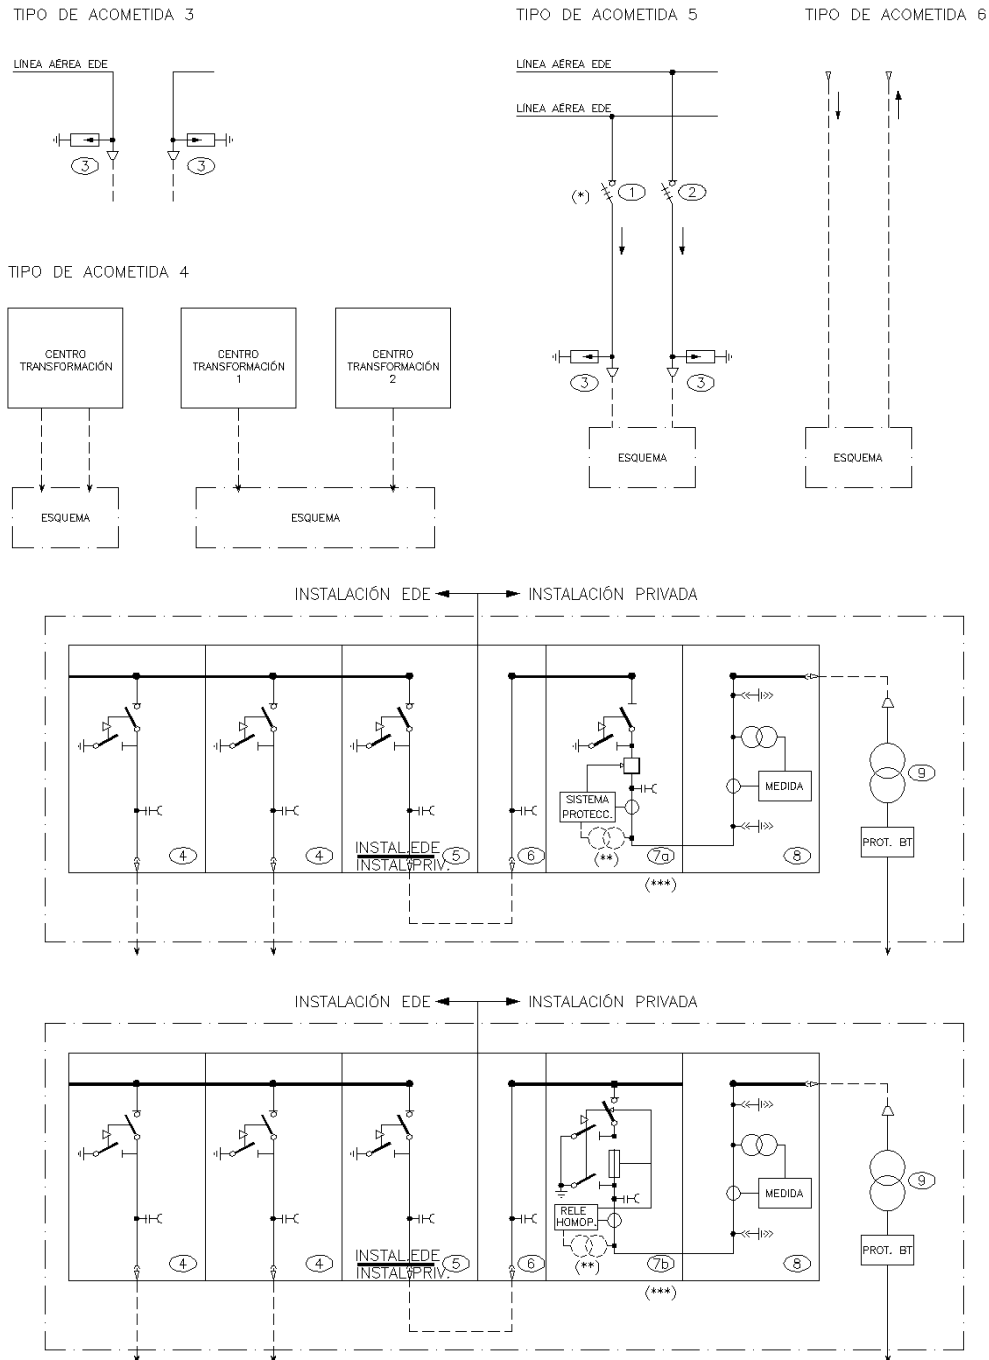 TIPO DE ACOMETIDA 3
TIPO DE ACOMETIDA 5
TIPO DE ACOMETIDA 6
LÍNEA AÉREA EDE
3
3
LÍNEA AÉREA EDE
LÍNEA AÉREA EDE
(*)
1
2
3
3
ESQUEMA
ESQUEMA
TIPO DE ACOMETIDA 4
CENTRO
TRANSFORMACIÓN
CENTRO
TRANSFORMACIÓN
1
CENTRO
TRANSFORMACIÓN
2
ESQUEMA
ESQUEMA
INSTALACIÓN EDE
INSTALACIÓN PRIVADA
SISTEMA
PROTECC.
MEDIDA
9
PROT. BT
INSTAL.EDE
INSTAL.PRIV.
4
4
5
6
(**)
7a
8
(***)
INSTALACIÓN EDE
INSTALACIÓN PRIVADA
RELE
HOMOP.
MEDIDA
9
PROT. BT
INSTAL.EDE
INSTAL.PRIV.
4
4
5
6
(**)
7b
8
(***)